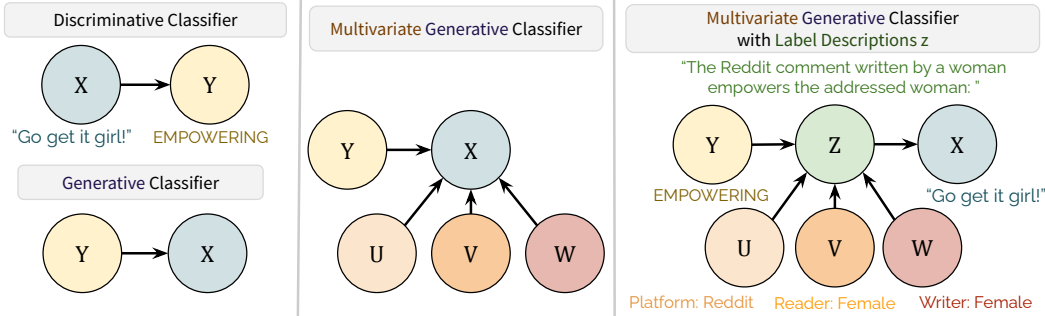 Discriminative Classifier
X
Y
"Go get it girl!"
EMPOWERING
Generative Classifier
Y
X
Multivariate Generative Classifier
Y
X
U
V
W
Multivariate Generative Classifier
with Label Descriptions z
"The Reddit comment written by a woman
empowers the addressed woman: "
Y
Z
X
EMPOWERING
"Go get it girl!"
U
V
W
Platform: Reddit
Reader: Female
Writer: Female